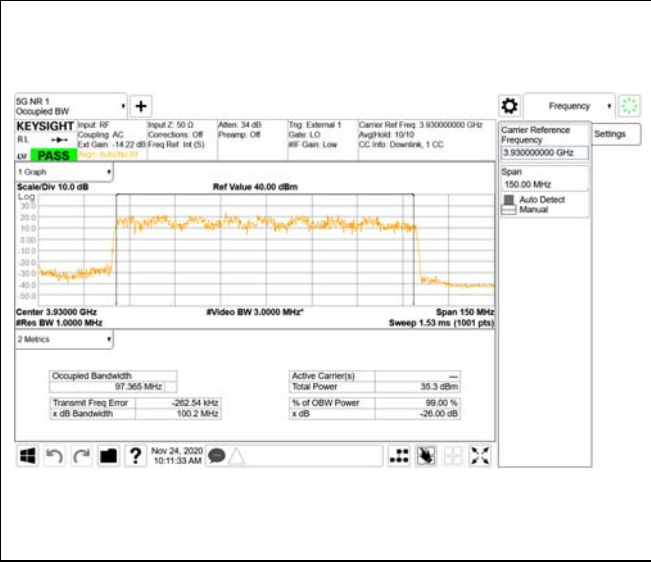 5G NR 1
Occupied BW
Frequency
KEYSIGHT
RL
PASS
Input: RF
Coupling: AC
Ext Gain: -14.22 dB
Align: Auto/No RF
Input Z: 50 Ω
Corrections: Off
Freq Ref: Int (S)
Atten: 34 dB
Preamp: Off
Trig: External 1
Gate: LO
#IF Gain: Low
Carrier Ref Freq: 3.930000000 GHz
Avg|Hold: 10/10
CC Info: Downlink, 1 CC
Carrier Reference
Frequency
3.930000000 GHz
Settings
Span
150.00 MHz
Auto Detect
Manual
1 Graph
Scale/Div 10.0 dB
Ref Value 40.00 dBm
Log
30.0
20.0
10.0
0.00
-10.0
-20.0
-30.0
-40.0
-50.0
Center 3.93000 GHz
#Video BW 3.0000 MHz*
Span 150 MHz
#Res BW 1.0000 MHz
Sweep 1.53 ms (1001 pts)
2 Metrics
Occupied Bandwidth
97.365 MHz
Transmit Freq Error -262.54 kHz
x dB Bandwidth 100.2 MHz
Active Carrier(s) ---
Total Power 35.3 dBm
% of OBW Power 99.00 %
x dB -26.00 dB
?
Nov 24, 2020
10:11:33 AM